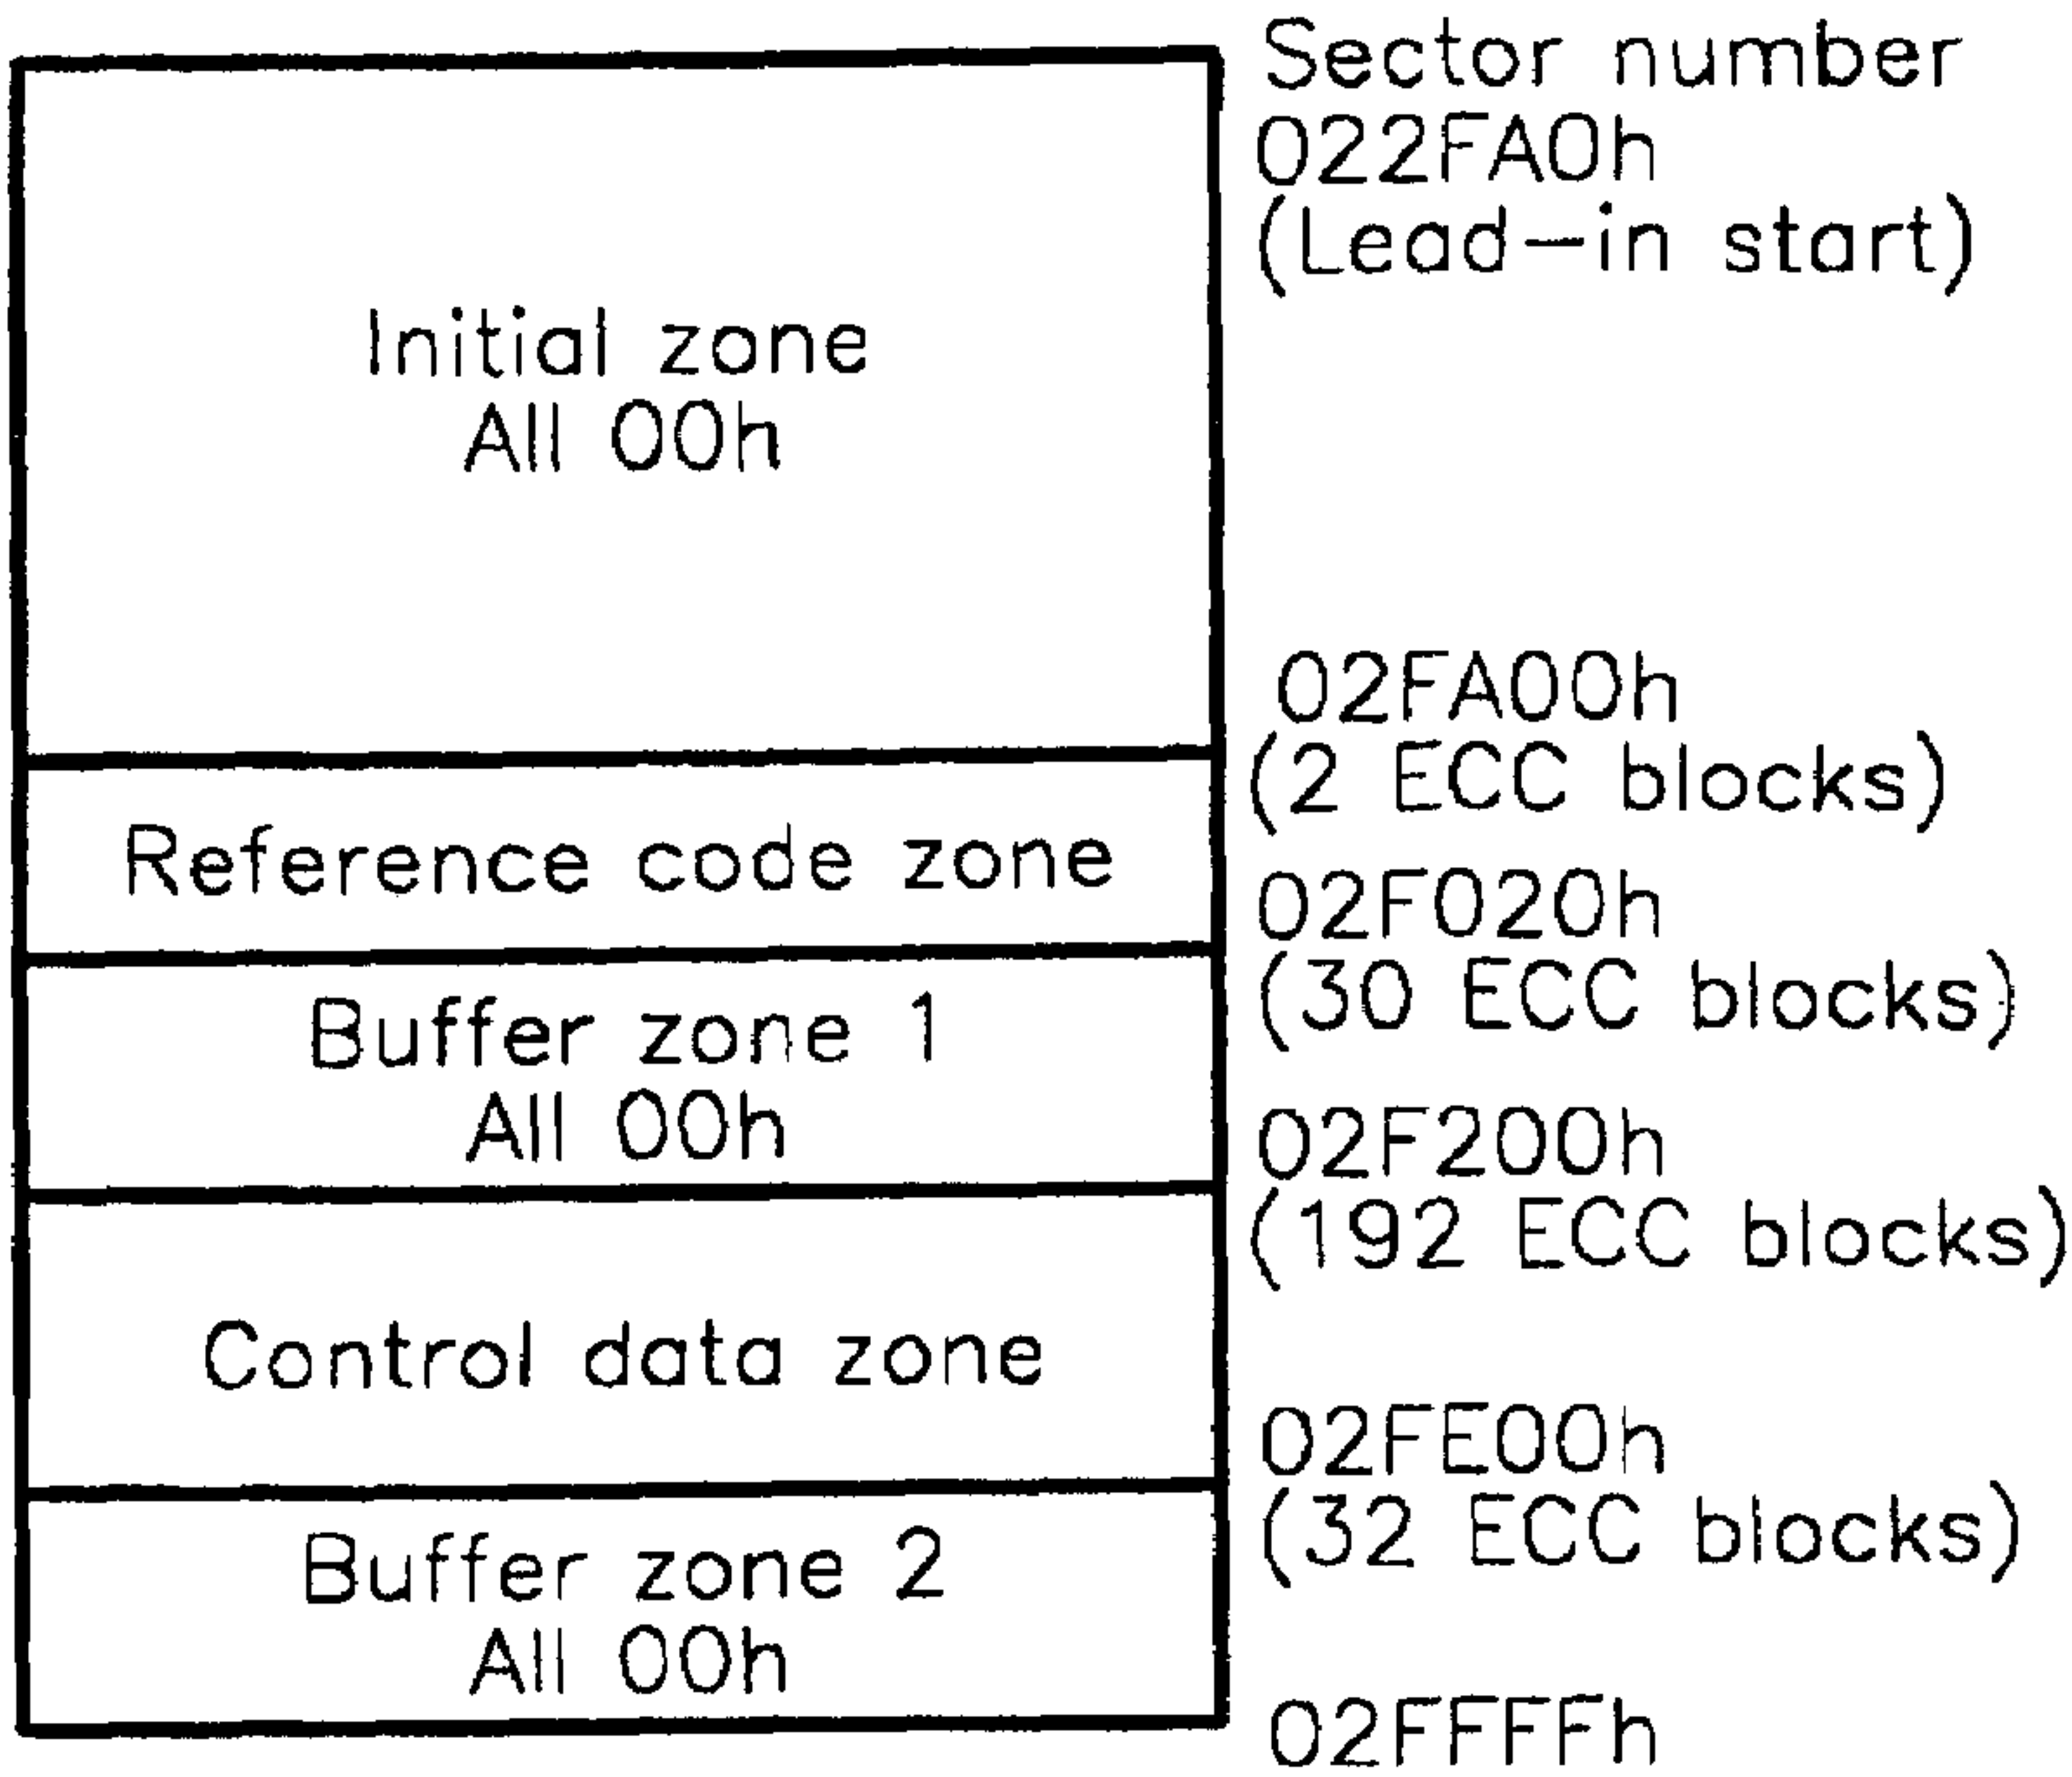 Sector number
022FA0h
(Lead-in start)
Initial zone
All 00h
02FA00h
(2 ECC blocks)
Reference code zone
02F020h
(30 ECC blocks)
Buffer zone 1
All 00h
02F200h
(192 ECC blocks)
Control data zone
02FE00h
(32 ECC blocks)
Buffer zone 2
All 00h
02FFFFh